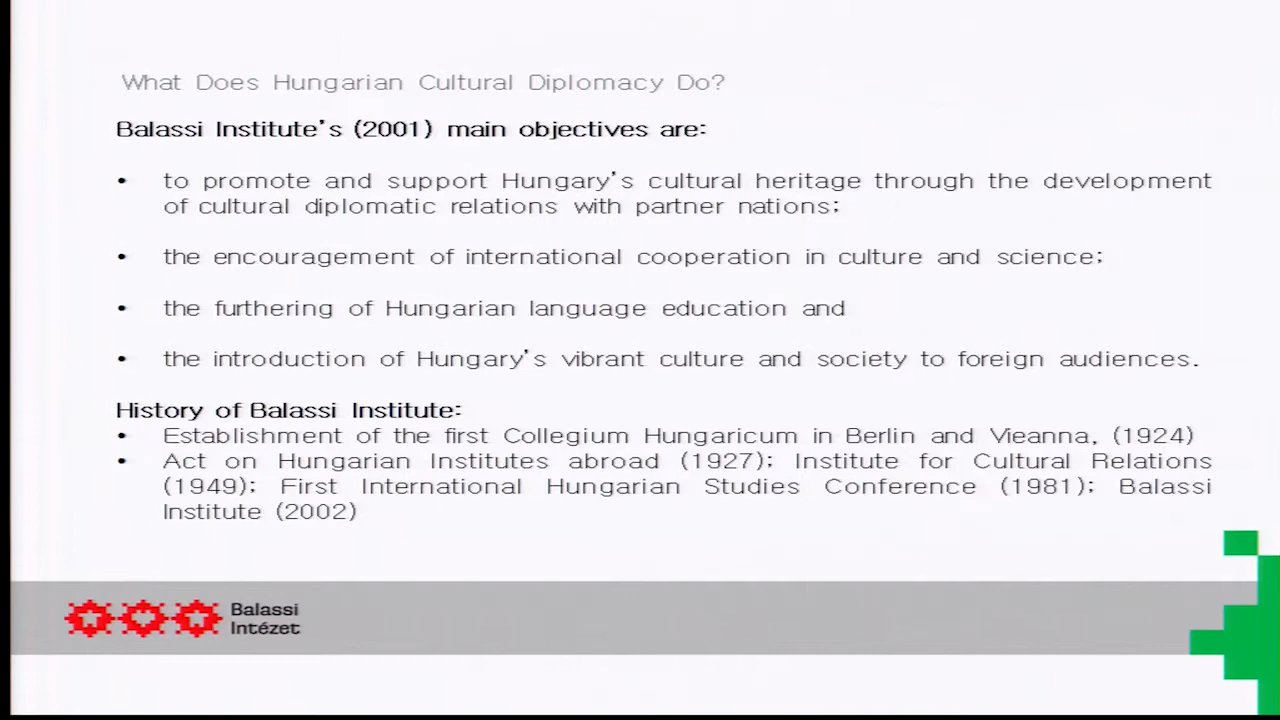 What Does Hungarian Cultural Diplomacy Do?
Balassi Institute's (2001) main objectives are:
• to promote and support Hungary's cultural heritage through the development
of cultural diplomatic relations with partner nations;
• the encouragement of international cooperation in culture and science;
• the furthering of Hungarian language education and
• the introduction of Hungary's vibrant culture and society to foreign audiences.
History of Balassi Institute:
• Establishment of the first Collegium Hungaricum in Berlin and Vieanna, (1924)
• Act on Hungarian Institutes abroad (1927); Institute for Cultural Relations
(1949); First International Hungarian Studies Conference (1981); Balassi
Institute (2002)
Balassi
Intézet